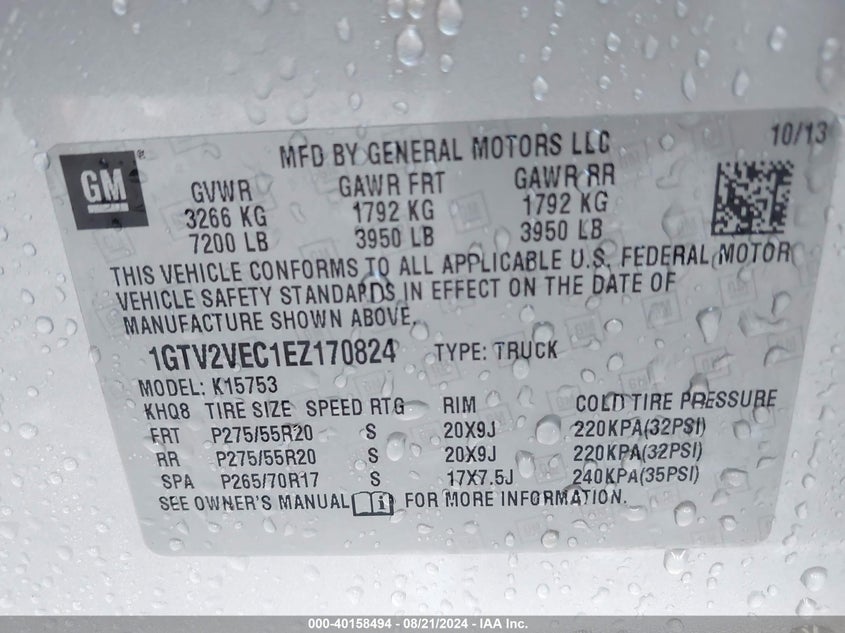 MFD BY GENERAL MOTORS LLC 10/13
GM®
GVWR GAWR FRT GAWR RR
3266 KG 1792 KG 1792 KG
7200 LB 3950 LB 3950 LB
THIS VEHICLE CONFORMS TO ALL APPLICABLE U.S. FEDERAL MOTOR
VEHICLE SAFETY STANDARDS IN EFFECT ON THE DATE OF
MANUFACTURE SHOWN ABOVE.
1GTV2VEC1EZ170824 TYPE: TRUCK
MODEL: K15753
KHQ8 TIRE SIZE SPEED RTG RIM COLD TIRE PRESSURE
FRT P275/55R20 S 20X9J 220KPA(32PSI)
RR P275/55R20 S 20X9J 220KPA(32PSI)
SPA P265/70R17 S 17X7.5J 240KPA(35PSI)
SEE OWNER'S MANUAL FOR MORE INFORMATION.
000-40158494 - 08/21/2024 - IAA Inc.